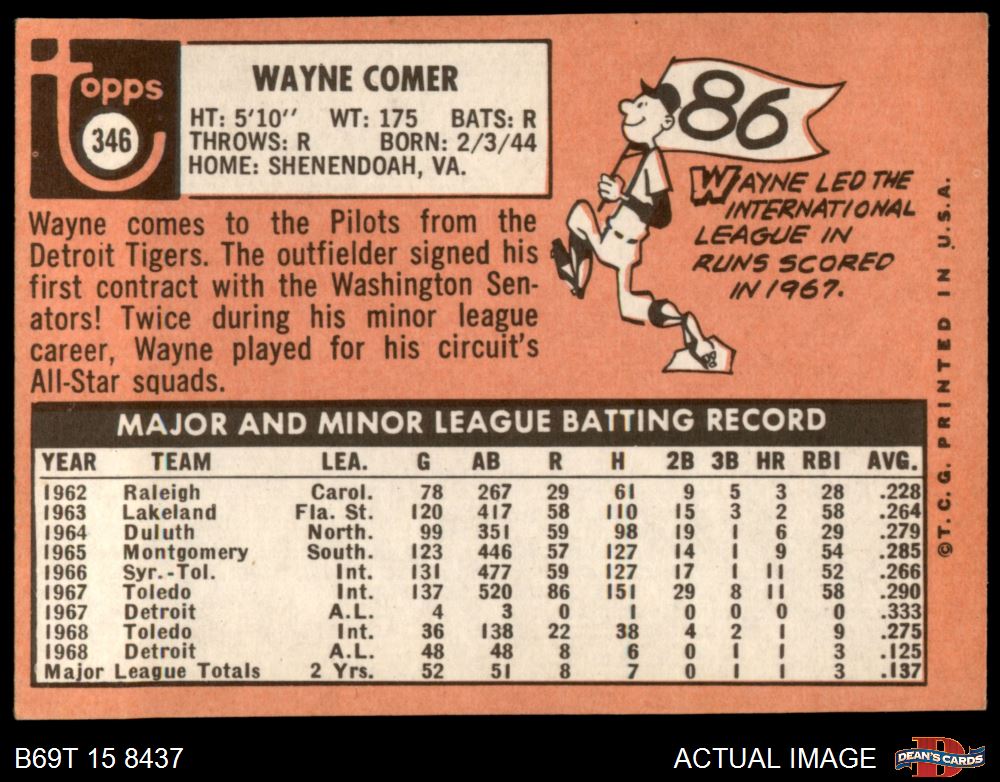 topps
346
WAYNE COMER
HT: 5'10'' WT: 175 BATS: R
THROWS: R BORN: 2/3/44
HOME: SHENENDOAH, VA.
Wayne comes to the Pilots from the
Detroit Tigers. The outfielder signed his
first contract with the Washington Sen-
ators! Twice during his minor league
career, Wayne played for his circuit's
All-Star squads.
86
WAYNE LED THE
INTERNATIONAL
LEAGUE IN
RUNS SCORED
IN 1967.
©T.C.G. PRINTED IN U.S.A.
MAJOR AND MINOR LEAGUE BATTING RECORD
YEAR TEAM LEA. G AB R H 2B 3B HR RBI AVG.
1962 Raleigh Carol. 78 267 29 61 9 5 3 28 .228
1963 Lakeland Fla. St. 120 417 58 110 15 3 2 58 .264
1964 Duluth North. 99 351 59 98 19 1 6 29 .279
1965 Montgomery South. 123 446 57 127 14 1 9 54 .285
1966 Syr.-Tol. Int. 131 477 59 127 17 1 11 52 .266
1967 Toledo Int. 137 520 86 151 29 8 11 58 .290
1967 Detroit A.L. 4 3 0 1 0 0 0 0 .333
1968 Toledo Int. 36 138 22 38 4 2 1 9 .275
1968 Detroit A.L. 48 48 8 6 0 1 1 3 .125
Major League Totals 2 Yrs. 52 51 8 7 0 1 1 3 .137
B69T 15 8437
ACTUAL IMAGE
DEAN'S CARDS